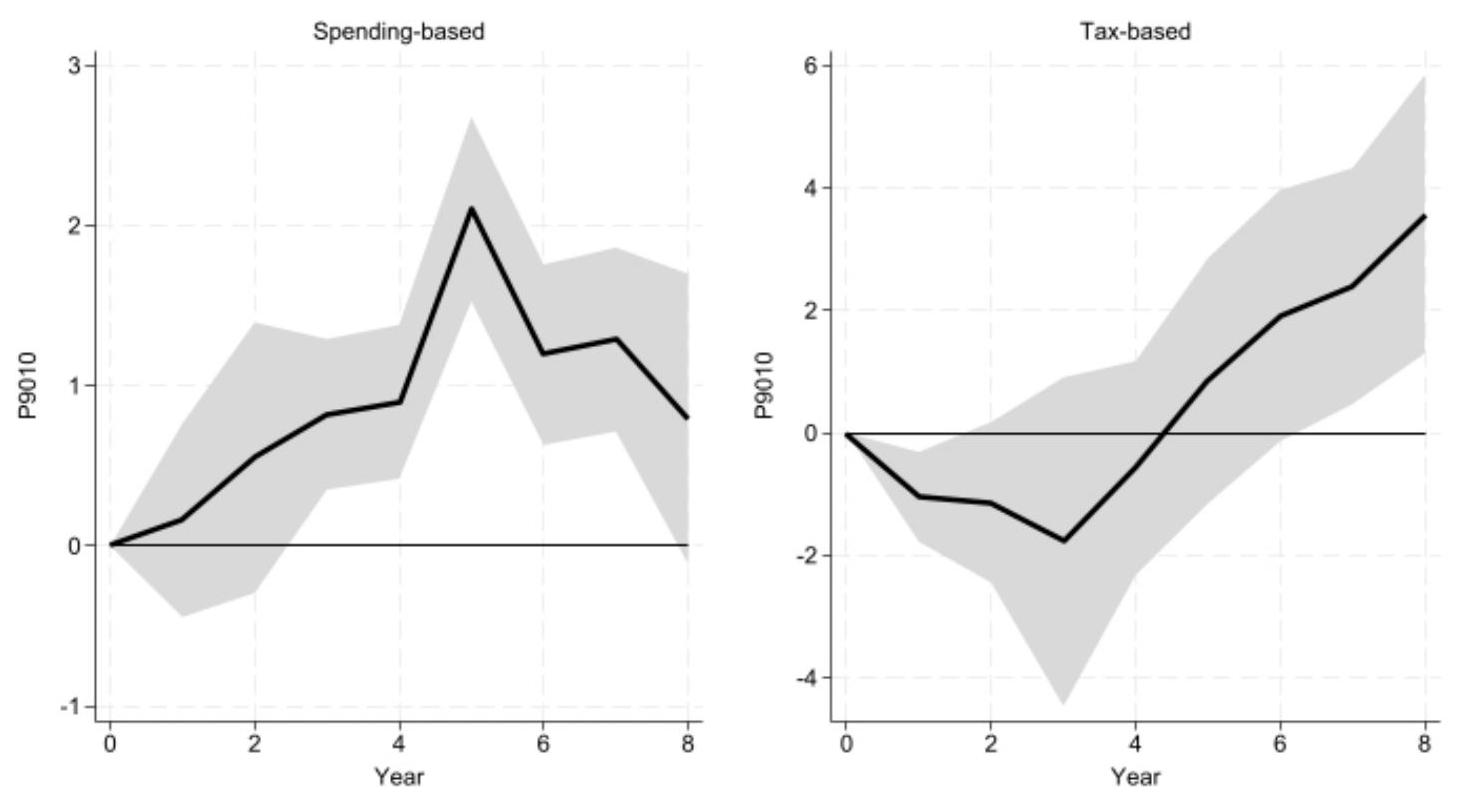 Spending-based
3
2
1
0
-1
P9010
0 2 4 6 8
Year
Tax-based
6
4
2
0
-2
-4
P9010
0 2 4 6 8
Year